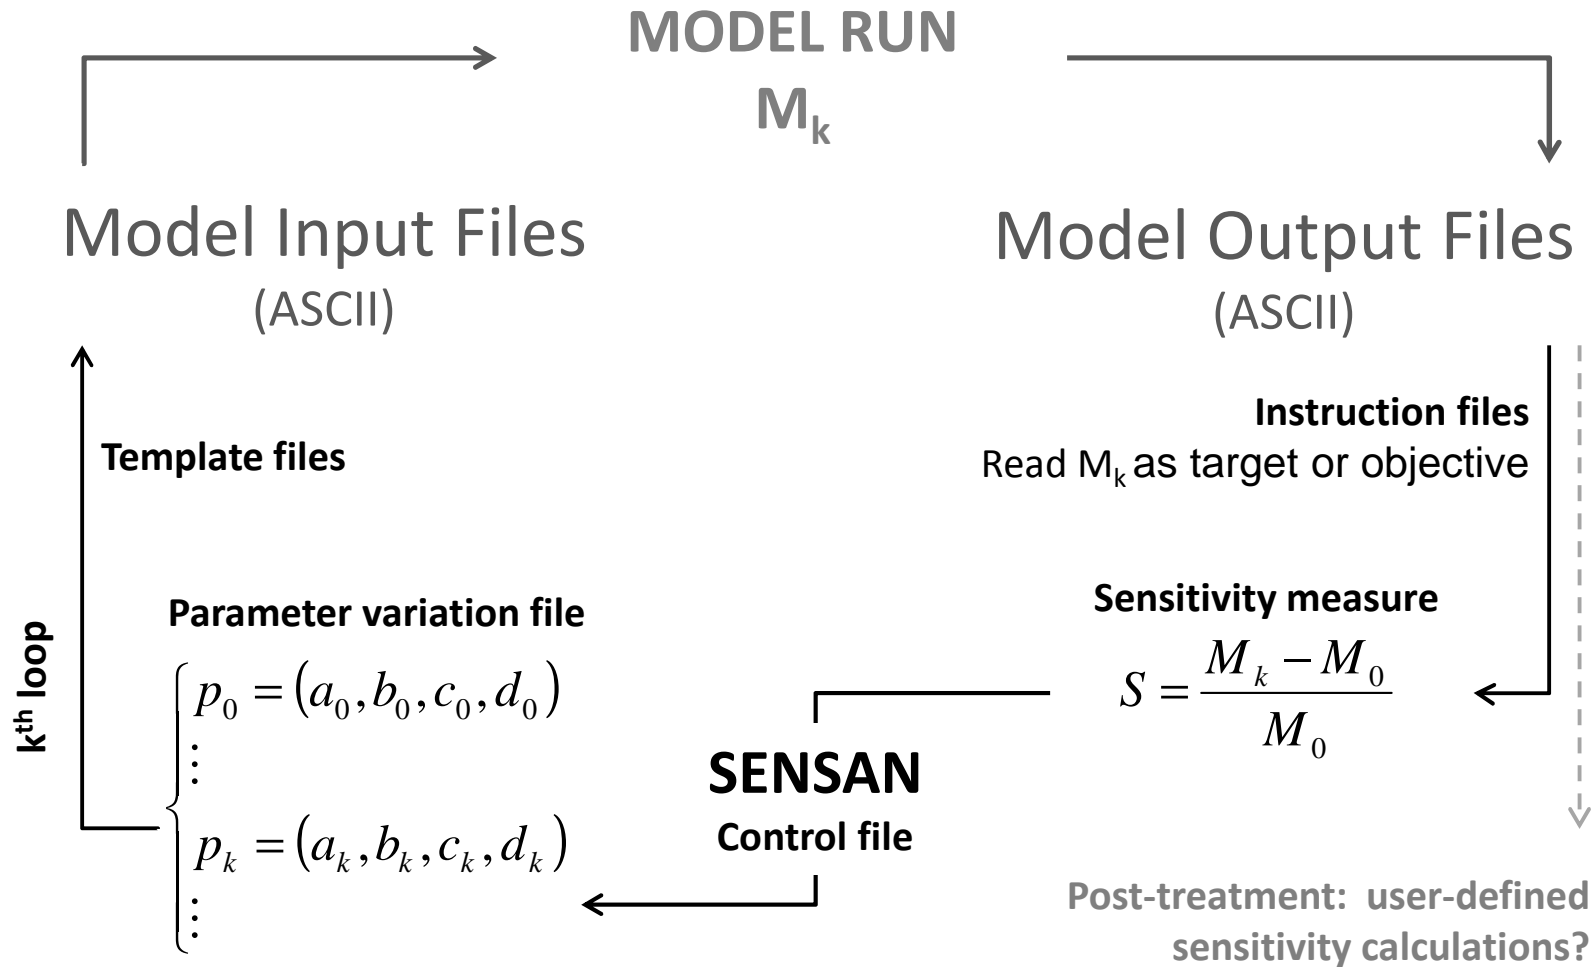 MODEL RUN
Mₖ
Model Input Files
(ASCII)
Model Output Files
(ASCII)
Template files
Instruction files
Read Mₖ as target or objective
kᵗʰ loop
Parameter variation file
p₀ = (a₀, b₀, c₀, d₀)
⋮
pₖ = (aₖ, bₖ, cₖ, dₖ)
⋮
Sensitivity measure
S = (Mₖ − M₀) / M₀
SENSAN
Control file
Post-treatment: user-defined
sensitivity calculations?